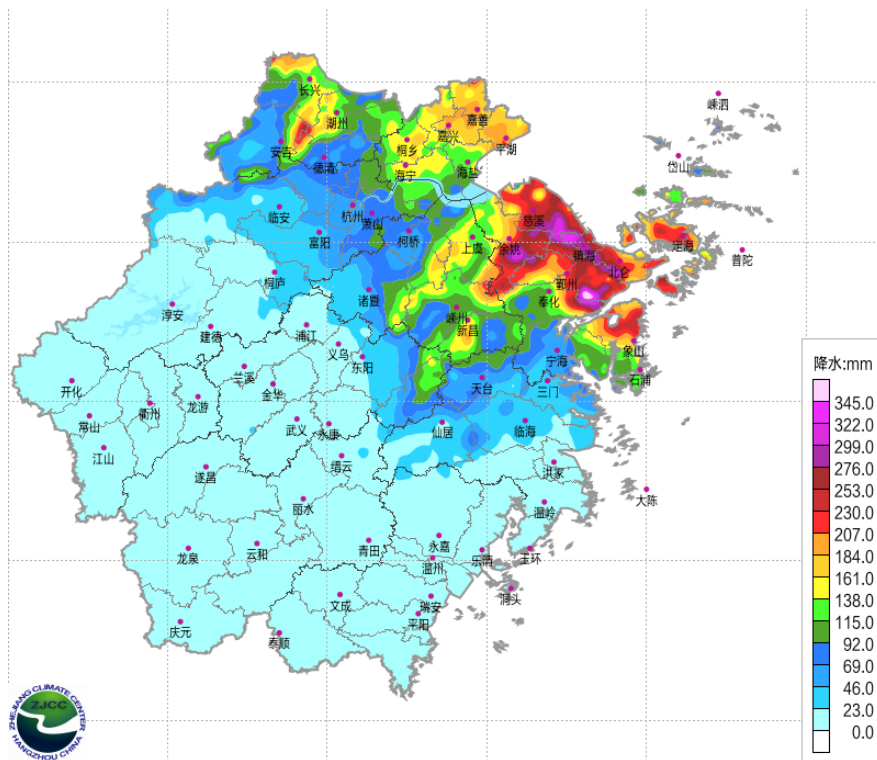 嵊泗
长兴
湖州
嘉善
嘉兴
平湖
桐乡
安吉
德清
海宁
海盐
岱山
临安
杭州
萧山
慈溪
富阳
柯桥
上虞
余姚
镇海
定海
普陀
北仑
鄞州
桐庐
诸暨
奉化
淳安
嵊州
新昌
建德
浦江
义乌
东阳
宁海
象山
石浦
兰溪
金华
天台
三门
开化
龙游
衢州
常山
武义
永康
仙居
临海
江山
缙云
遂昌
洪家
丽水
大陈
温岭
龙泉
云和
青田
永嘉
温州
乐清
玉环
文成
瑞安
洞头
平阳
庆元
泰顺
降水:mm
345.0
322.0
299.0
276.0
253.0
230.0
207.0
184.0
161.0
138.0
115.0
92.0
69.0
46.0
23.0
0.0
ZHEJIANG CLIMATE CENTER
ZJCC
HANGZHOU CHINA